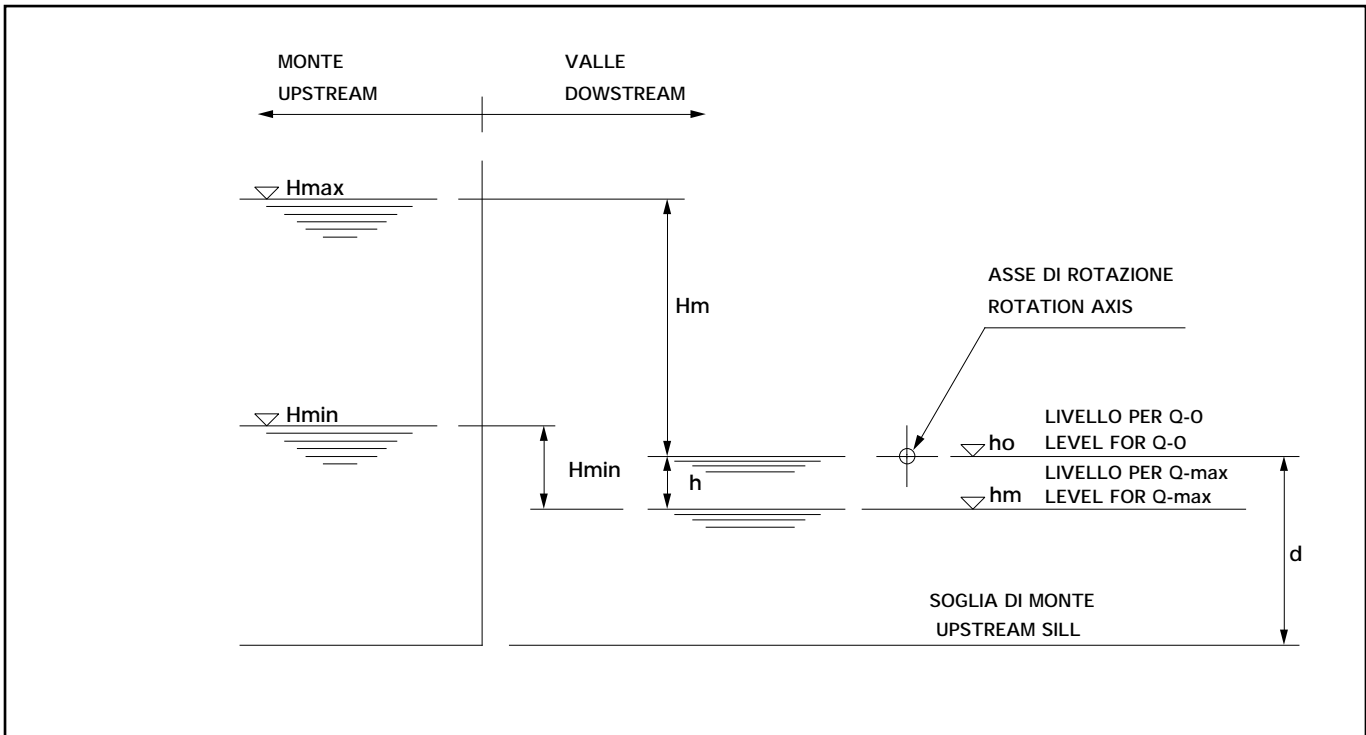 MONTE
UPSTREAM
VALLE
DOWSTREAM
Hmax
Hm
ASSE DI ROTAZIONE
ROTATION AXIS
Hmin
Hmin
h
ho
LIVELLO PER Q-0
LEVEL FOR Q-0
hm
LIVELLO PER Q-max
LEVEL FOR Q-max
d
SOGLIA DI MONTE
UPSTREAM SILL